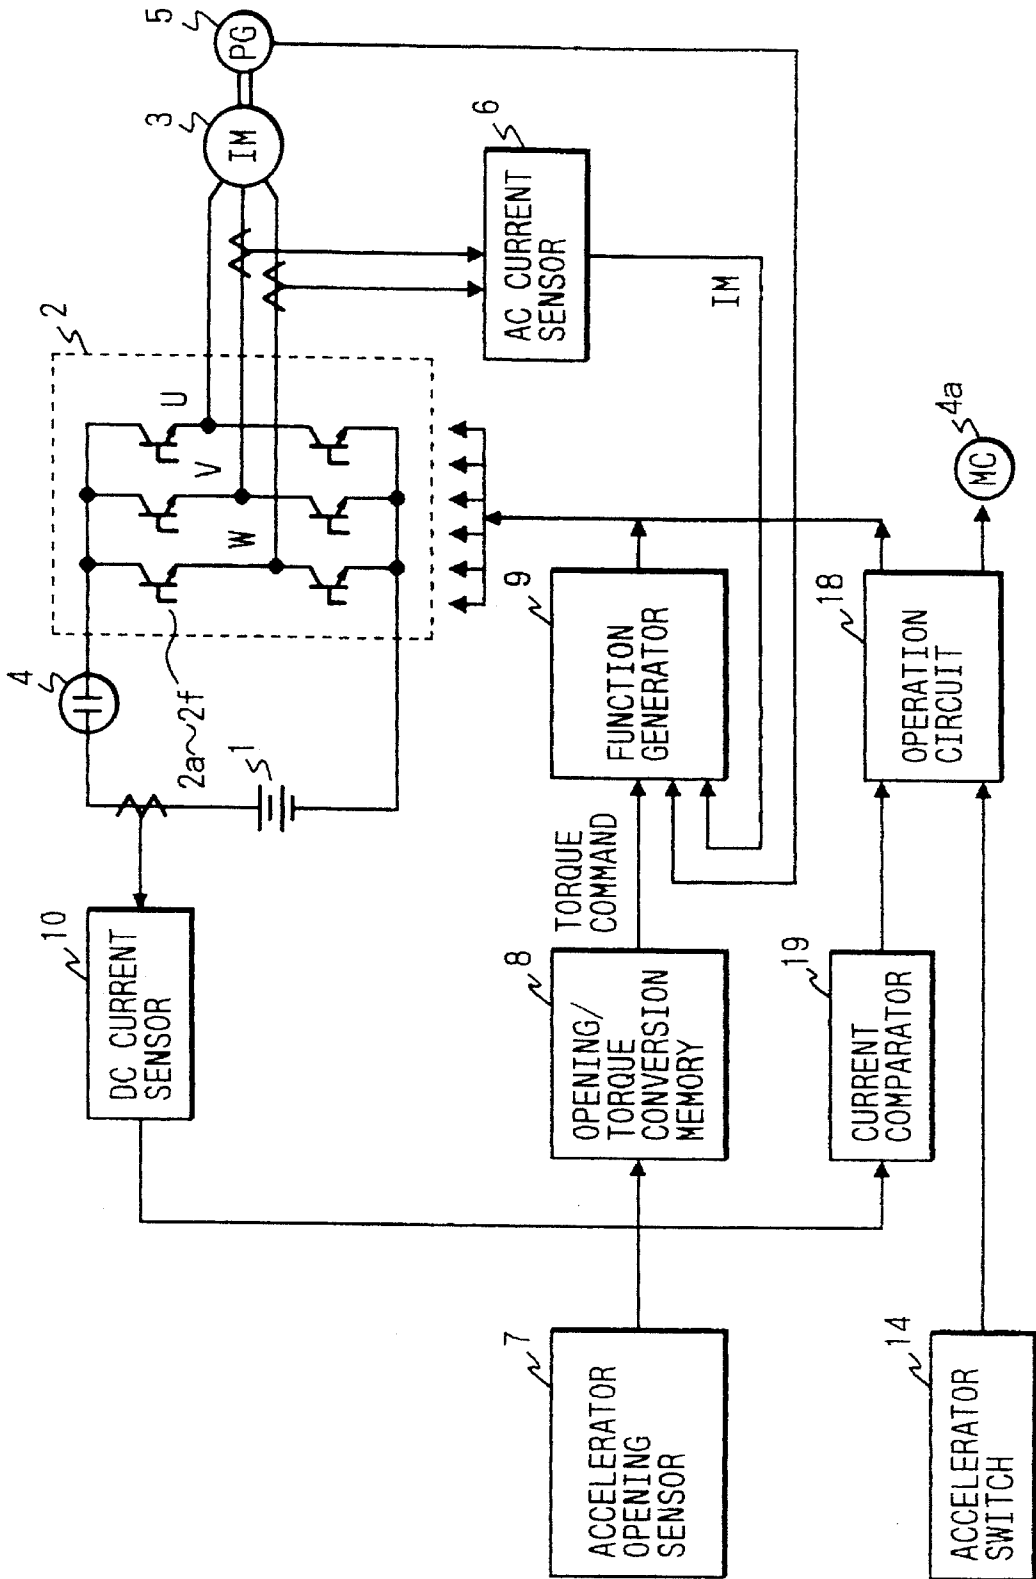 5
PG
3
IM
6
AC CURRENT
SENSOR
IM
2
U
V
W
4
2a~2f
1
10
DC CURRENT
SENSOR
4a
MC
9
FUNCTION
GENERATOR
18
OPERATION
CIRCUIT
TORQUE
COMMAND
8
OPENING/
TORQUE
CONVERSION
MEMORY
19
CURRENT
COMPARATOR
7
ACCELERATOR
OPENING
SENSOR
14
ACCELERATOR
SWITCH